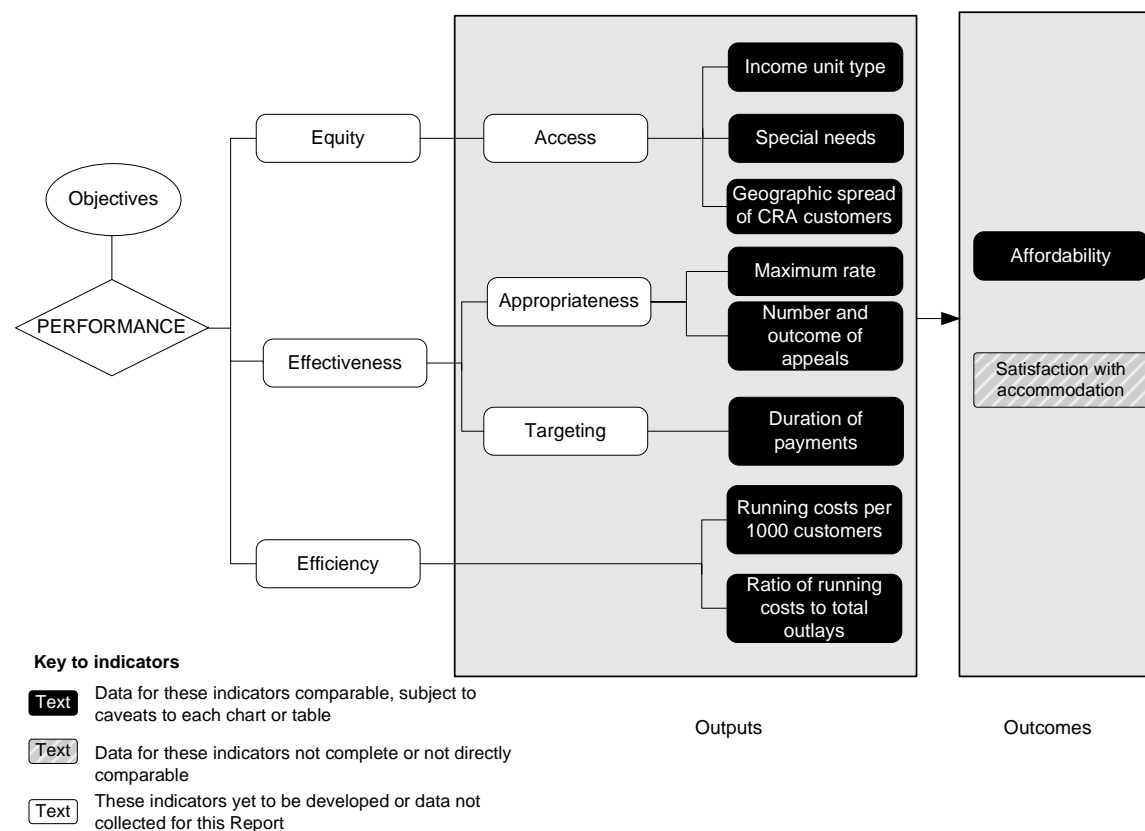 Objectives
PERFORMANCE
Equity
Effectiveness
Efficiency
Access
Appropriateness
Targeting
Income unit type
Special needs
Geographic spread
of CRA customers
Maximum rate
Number and
outcome of
appeals
Duration of
payments
Running costs per
1000 customers
Ratio of running
costs to total
outlays
Affordability
Satisfaction with
accommodation
Outputs
Outcomes
Key to indicators
Text
Data for these indicators comparable, subject to
caveats to each chart or table
Text
Data for these indicators not complete or not directly
comparable
Text
These indicators yet to be developed or data not
collected for this Report